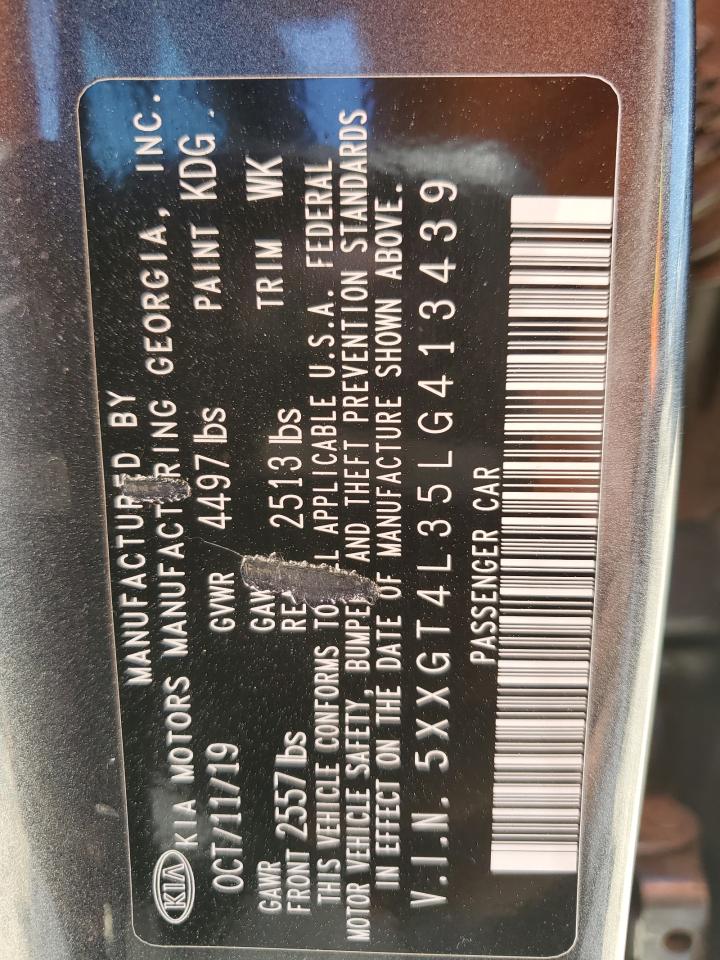 MANUFACTURED BY
KIA KIA MOTORS MANUFACTURING GEORGIA, INC.
OCT/11/19 GVWR 4497 lbs PAINT KDG
GAWR FRONT 2557 lbs 2513 lbs TRIM WK
THIS VEHICLE CONFORMS TO APPLICABLE U.S.A. FEDERAL
MOTOR VEHICLE SAFETY, BUMPER AND THEFT PREVENTION STANDARDS
IN EFFECT ON THE DATE OF MANUFACTURE SHOWN ABOVE.
V.I.N. 5XXGT4L35LG413439
PASSENGER CAR